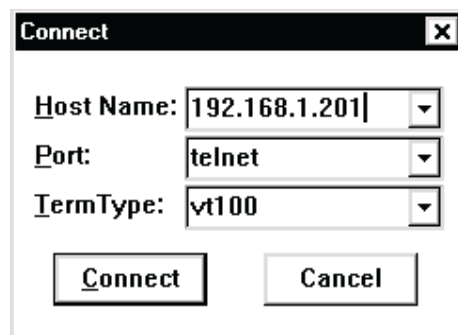 Connect
Host Name: 192.168.1.201
Port: telnet
TermType: vt100
Connect Cancel